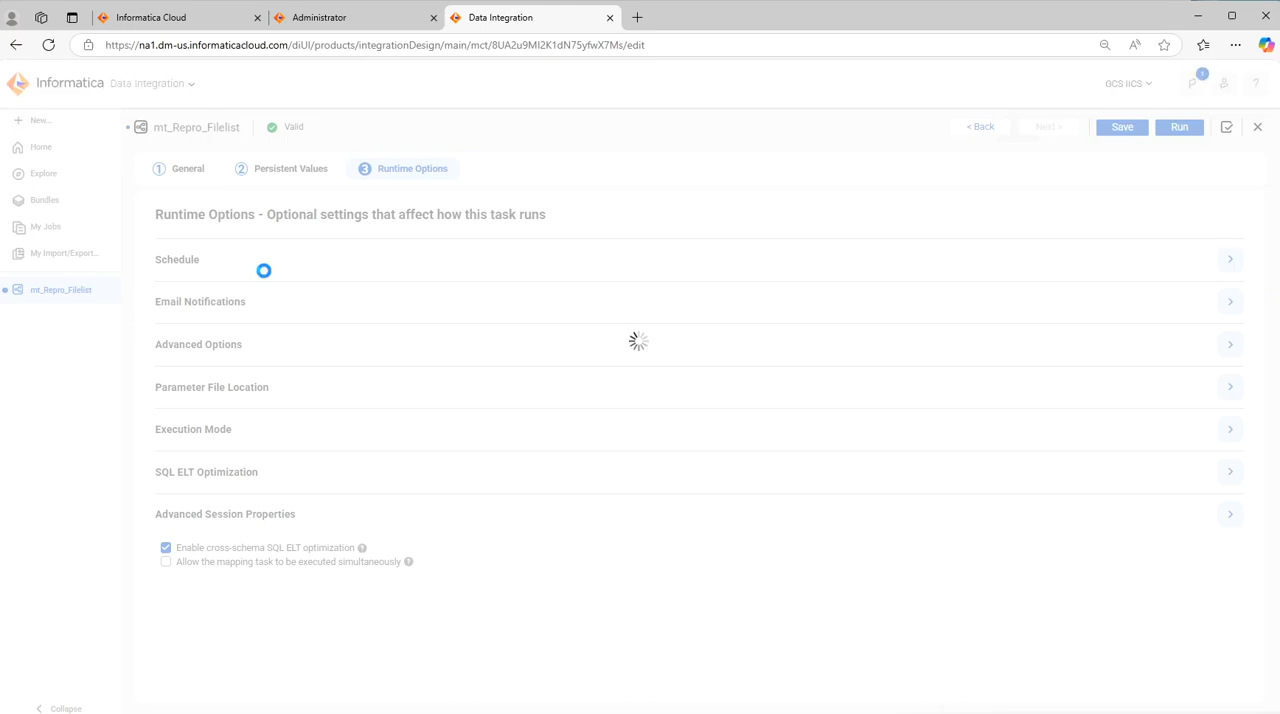 Informatica Cloud
Administrator
Data Integration
https://na1.dm-us.informaticacloud.com/diUI/products/integrationDesign/main/mct/8UA2u9MI2K1dN75yfwX7Ms/edit
Informatica Data Integration
GCS IICS
1
?
New...
Home
Explore
Bundles
My Jobs
My Import/Export...
mt_Repro_Filelist
Collapse
mt_Repro_Filelist
Valid
< Back
Next >
Save
Run
1 General
2 Persistent Values
3 Runtime Options
Runtime Options - Optional settings that affect how this task runs
Schedule
Email Notifications
Advanced Options
Parameter File Location
Execution Mode
SQL ELT Optimization
Advanced Session Properties
Enable cross-schema SQL ELT optimization ?
Allow the mapping task to be executed simultaneously ?